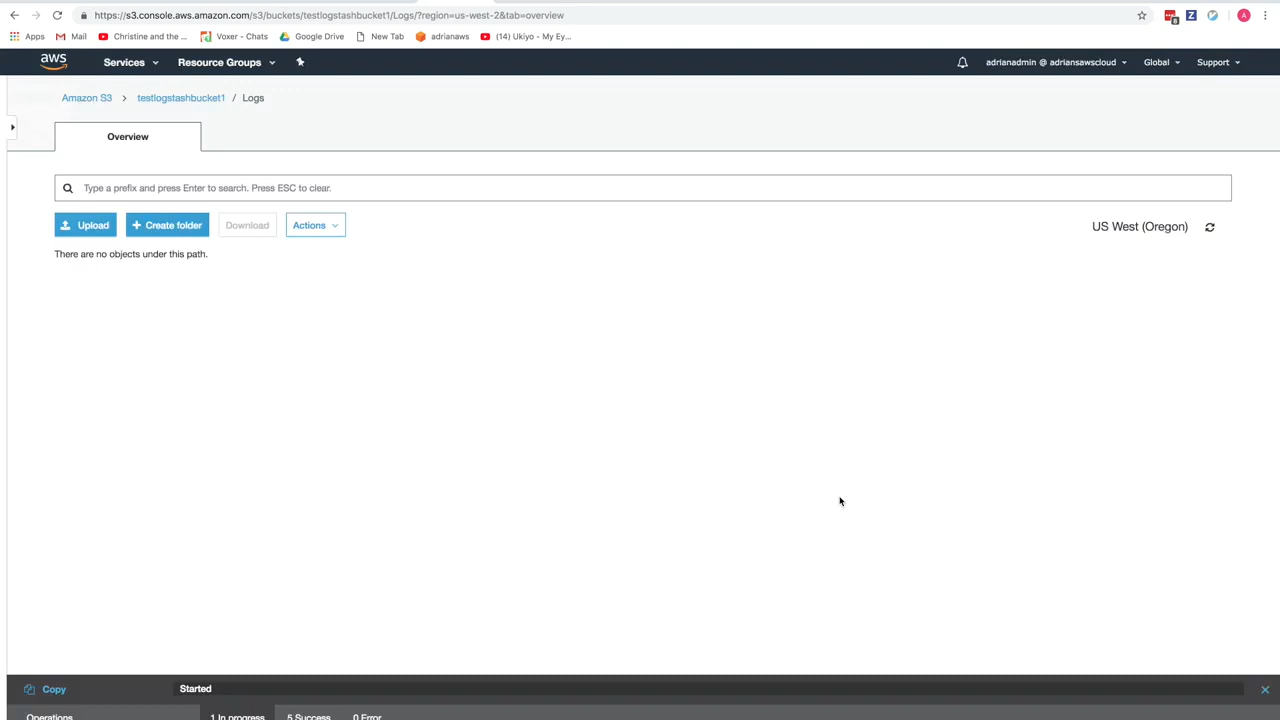 https://s3.console.aws.amazon.com/s3/buckets/testlogstashbucket1/Logs/?region=us-west-2&tab=overview
Apps Mail Christine and the ... Voxer - Chats Google Drive New Tab adrianaws (14) Ukiyo - My Ey...
aws Services Resource Groups adrianadmin @ adriansawscloud Global Support
Amazon S3 > testlogstashbucket1 / Logs
Overview
Type a prefix and press Enter to search. Press ESC to clear.
Upload + Create folder Download Actions US West (Oregon)
There are no objects under this path.
Copy Started
Operations 1 In progress 5 Success 0 Error